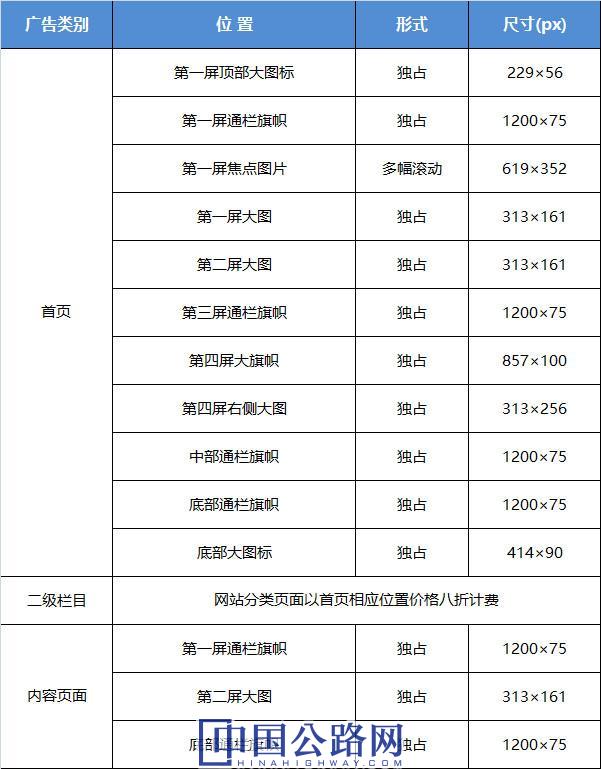 广告类别 位 置 形式 尺寸(px)
首页
第一屏顶部大图标 独占 229×56
第一屏通栏旗帜 独占 1200×75
第一屏焦点图片 多幅滚动 619×352
第一屏大图 独占 313×161
第二屏大图 独占 313×161
第三屏通栏旗帜 独占 1200×75
第四屏大旗帜 独占 857×100
第四屏右侧大图 独占 313×256
中部通栏旗帜 独占 1200×75
底部通栏旗帜 独占 1200×75
底部大图标 独占 414×90
二级栏目 网站分类页面以首页相应位置价格八折计费
内容页面
第一屏通栏旗帜 独占 1200×75
第二屏大图 独占 313×161
底部通栏旗帜 独占 1200×75
中国公路网
CHINAHIGHWAY.COM